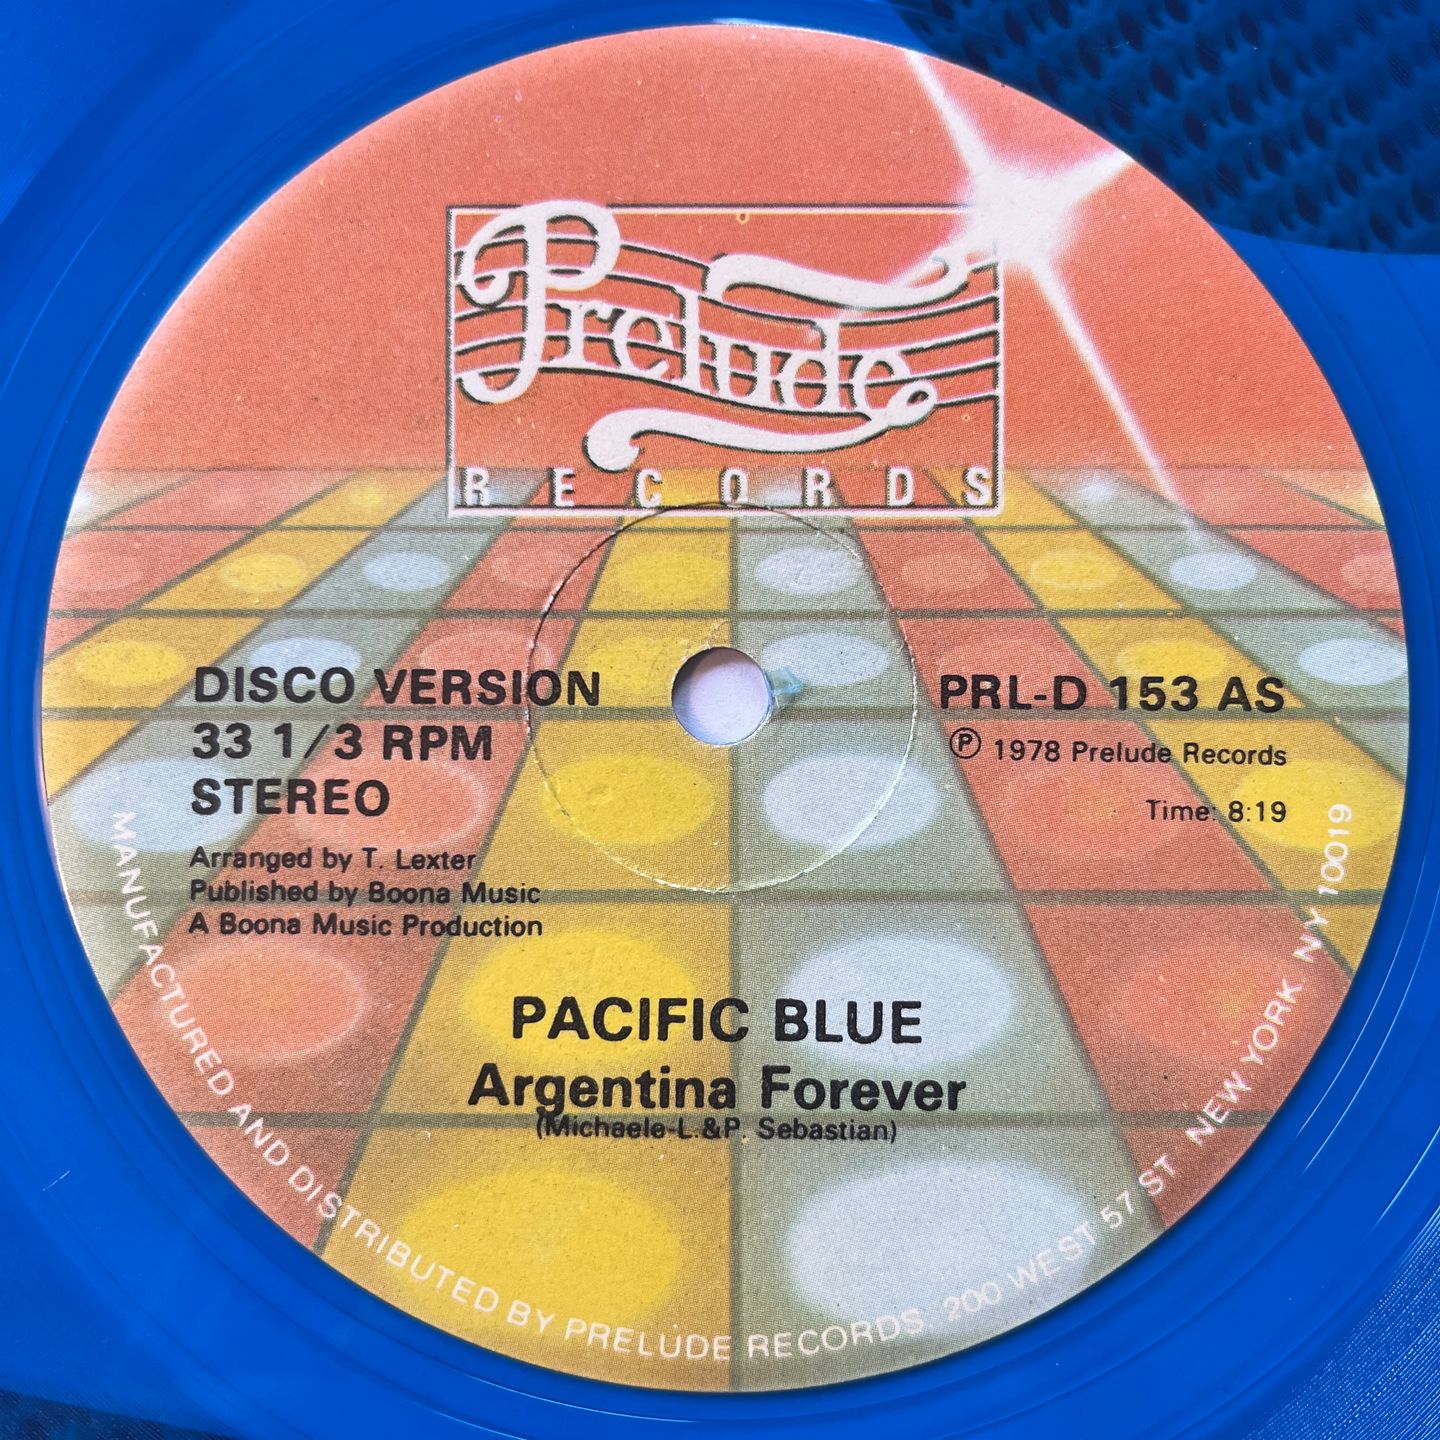 Prelude
RECORDS
DISCO VERSION
33 1/3 RPM
STEREO
PRL-D 153 AS
℗ 1978 Prelude Records
Time: 8:19
Arranged by T. Lexter
Published by Boona Music
A Boona Music Production
PACIFIC BLUE
Argentina Forever
(Michaele-L.&P. Sebastian)
MANUFACTURED AND DISTRIBUTED BY PRELUDE RECORDS. 200 WEST 57 ST NEW YORK. NY 10019